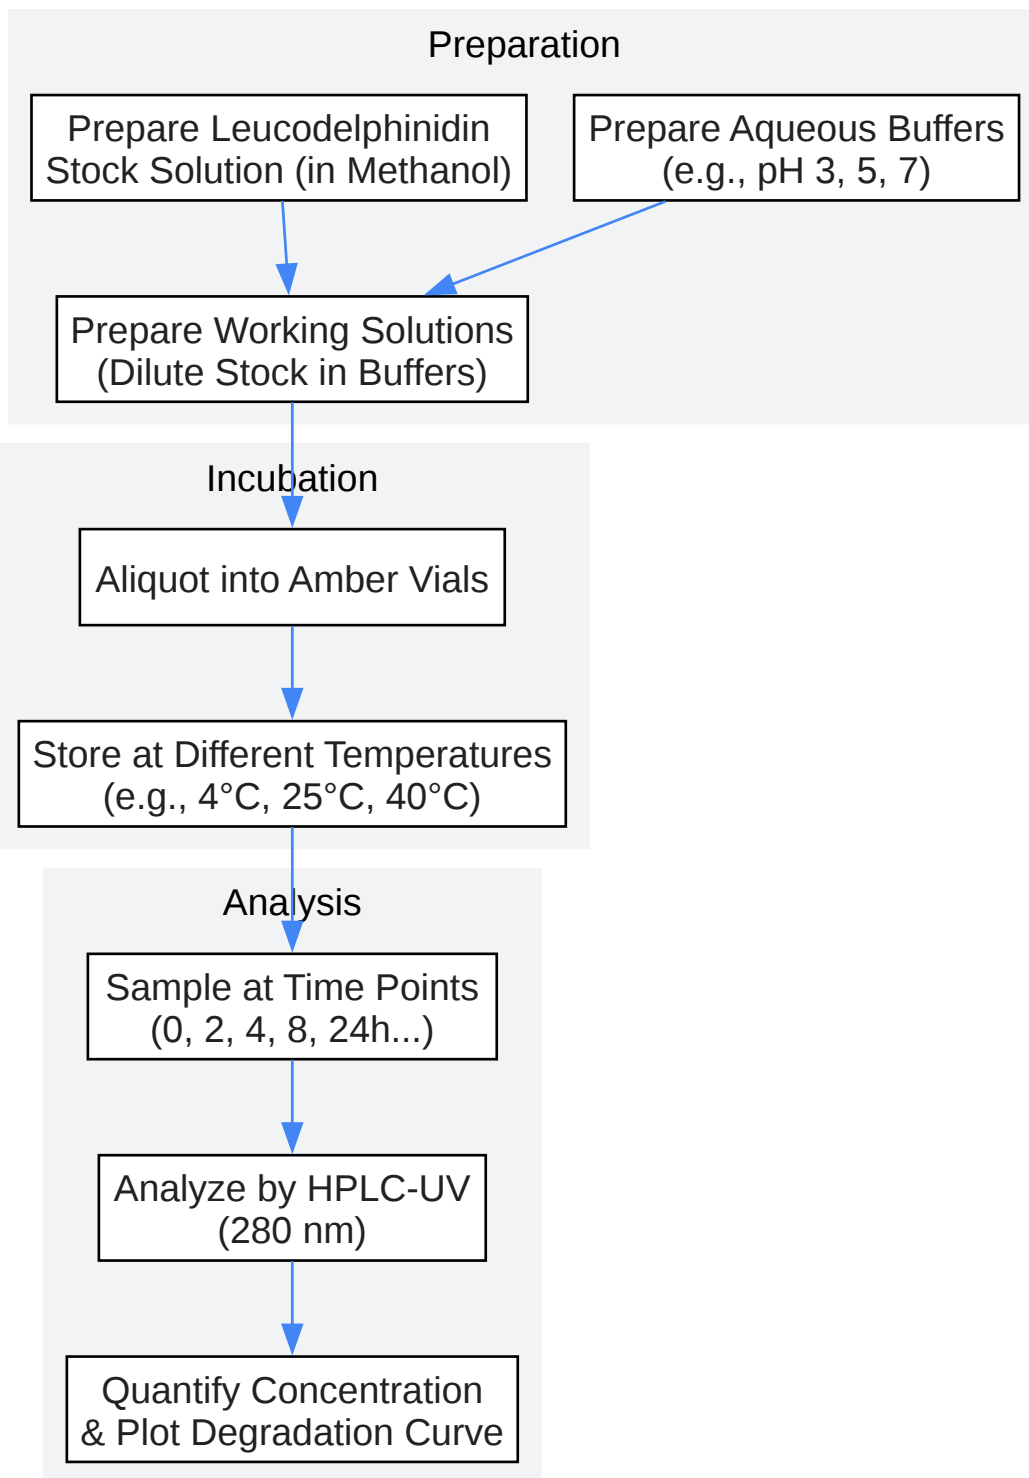 Preparation
Prepare Leucodelphinidin
Stock Solution (in Methanol)
Prepare Aqueous Buffers
(e.g., pH 3, 5, 7)
Prepare Working Solutions
(Dilute Stock in Buffers)
Incubation
Aliquot into Amber Vials
Store at Different Temperatures
(e.g., 4°C, 25°C, 40°C)
Analysis
Sample at Time Points
(0, 2, 4, 8, 24h...)
Analyze by HPLC-UV
(280 nm)
Quantify Concentration
& Plot Degradation Curve